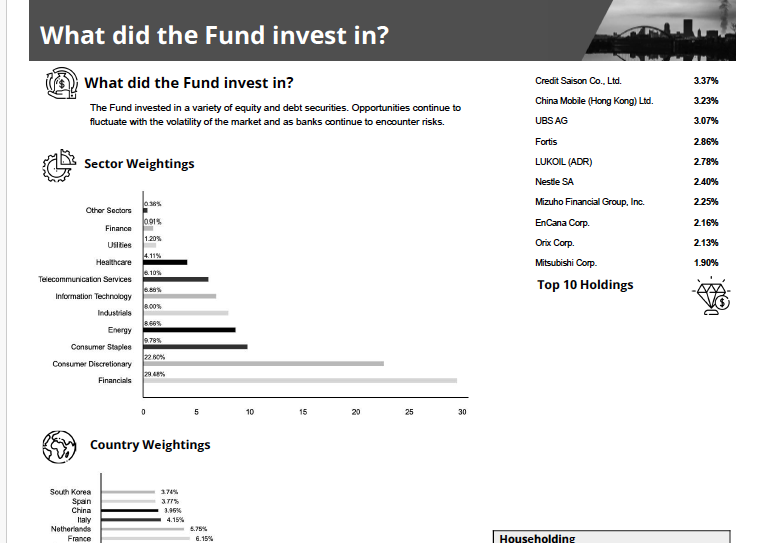 What did the Fund invest in?
What did the Fund invest in?
The Fund invested in a variety of equity and debt securities. Opportunities continue to
fluctuate with the volatility of the market and as banks continue to encounter risks.
Sector Weightings
Other Sectors 0.36%
Finance 0.91%
Utilities 1.20%
Healthcare 4.11%
Telecommunication Services 6.10%
Information Technology 6.86%
Industrials 8.00%
Energy 8.66%
Consumer Staples 9.78%
Consumer Discretionary 22.60%
Financials 29.48%
0 5 10 15 20 25 30
Country Weightings
South Korea 3.74%
Spain 3.77%
China 3.95%
Italy 4.15%
Netherlands 5.75%
France 6.15%
Credit Saison Co., Ltd. 3.37%
China Mobile (Hong Kong) Ltd. 3.23%
UBS AG 3.07%
Fortis 2.86%
LUKOIL (ADR) 2.78%
Nestle SA 2.40%
Mizuho Financial Group, Inc. 2.25%
EnCana Corp. 2.16%
Orix Corp. 2.13%
Mitsubishi Corp. 1.90%
Top 10 Holdings
$
Householding